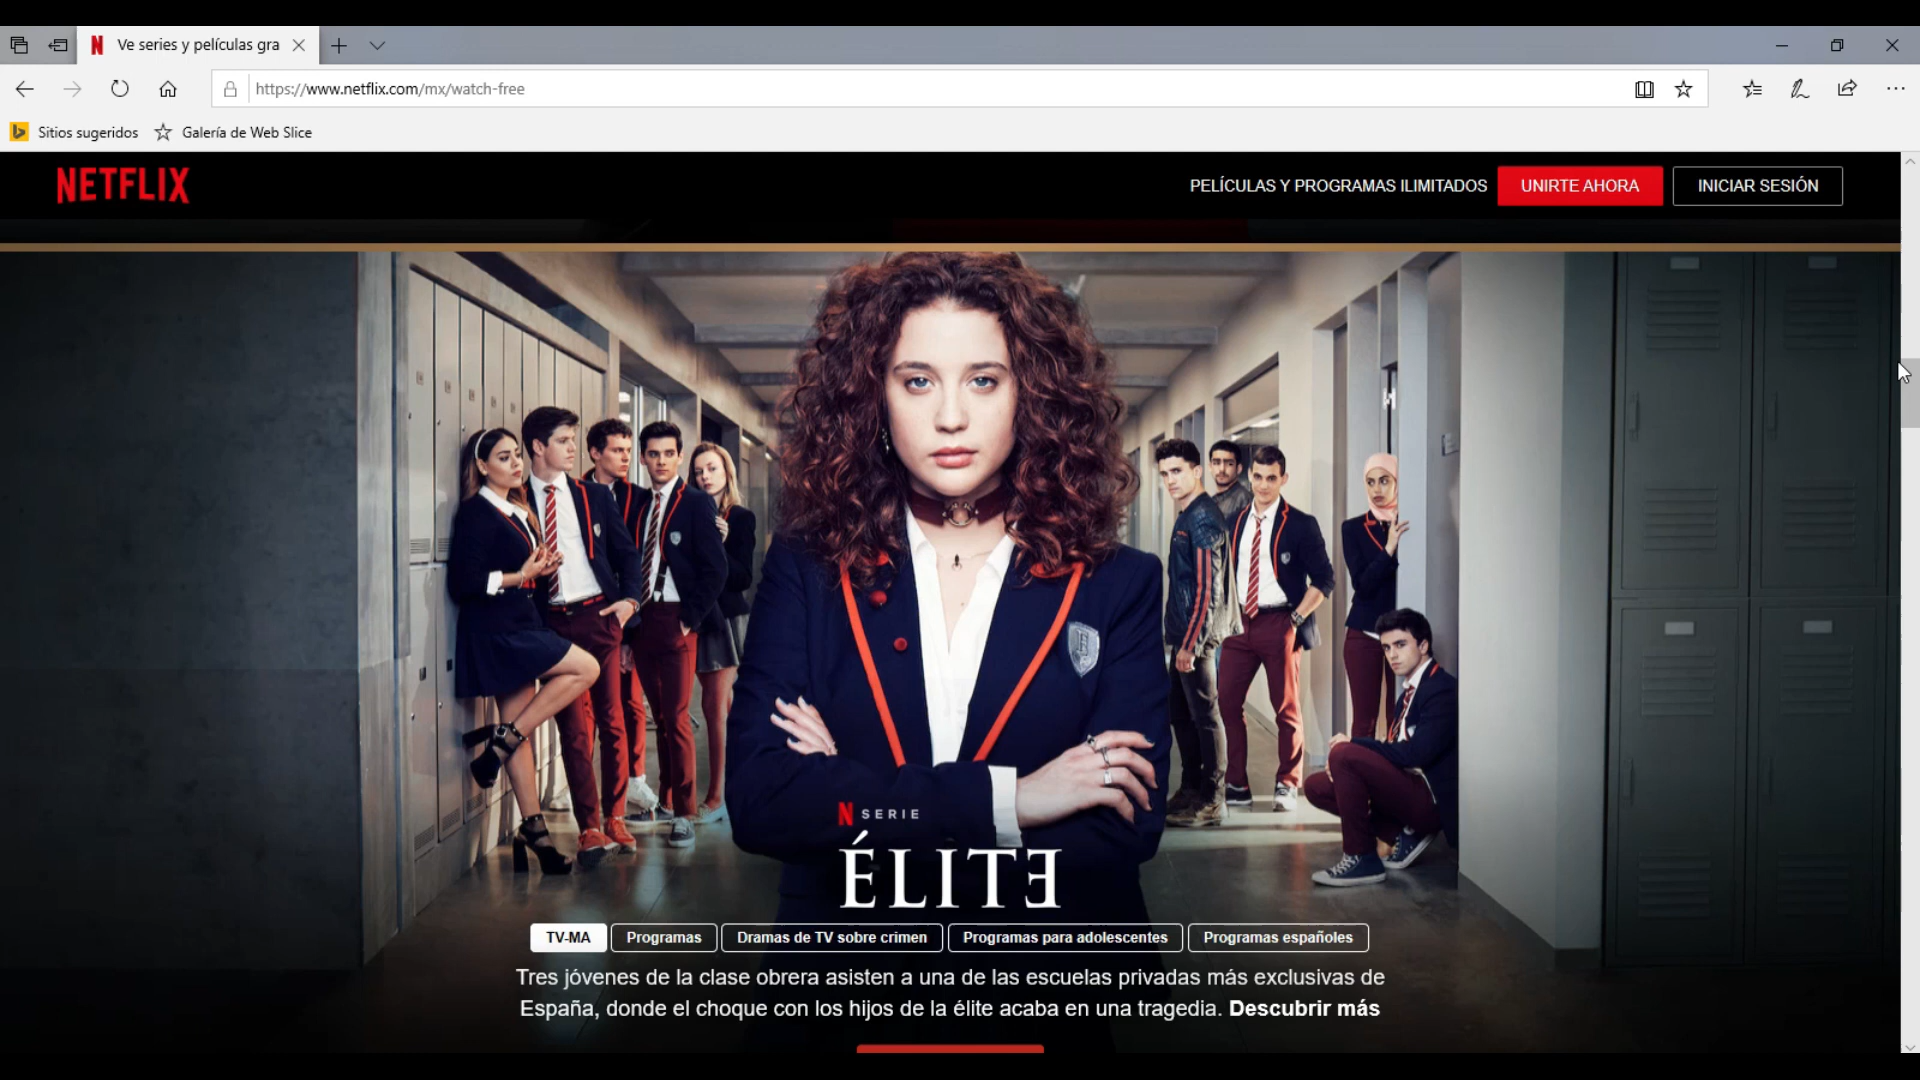 Ve series y películas gra
https://www.netflix.com/mx/watch-free
Sitios sugeridos
Galería de Web Slice
NETFLIX
PELÍCULAS Y PROGRAMAS ILIMITADOS
UNIRTE AHORA
INICIAR SESIÓN
N SERIE
ÉLITE
TV-MA
Programas
Dramas de TV sobre crimen
Programas para adolescentes
Programas españoles
Tres jóvenes de la clase obrera asisten a una de las escuelas privadas más exclusivas de
España, donde el choque con los hijos de la élite acaba en una tragedia. Descubrir más